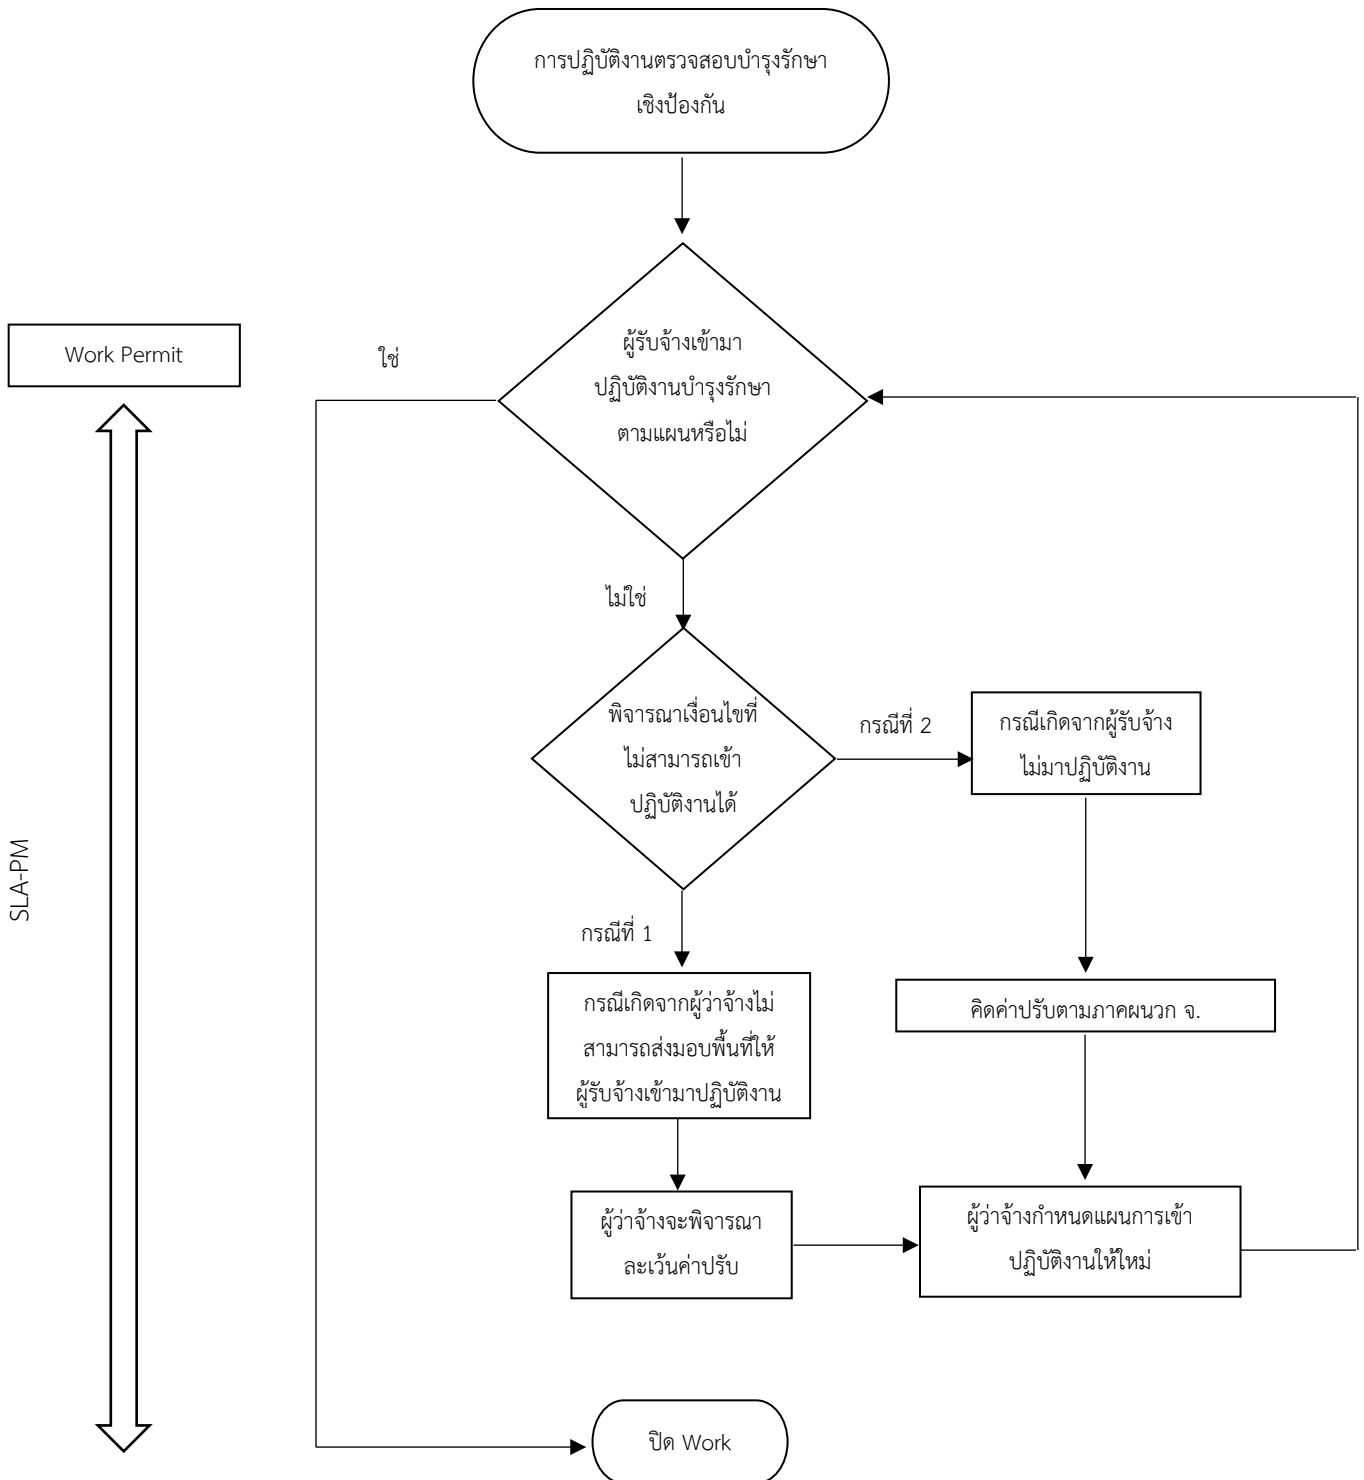 การปฏิบัติงานตรวจสอบบำรุงรักษา
เชิงป้องกัน
Work Permit
ใช่
ผู้รับจ้างเข้ามา
ปฏิบัติงานบำรุงรักษา
ตามแผนหรือไม่
ไม่ใช่
พิจารณาเงื่อนไขที่
ไม่สามารถเข้า
ปฏิบัติงานได้
กรณีที่ 2
กรณีเกิดจากผู้รับจ้าง
ไม่มาปฏิบัติงาน
SLA-PM
กรณีที่ 1
กรณีเกิดจากผู้ว่าจ้างไม่
สามารถส่งมอบพื้นที่ให้
ผู้รับจ้างเข้ามาปฏิบัติงาน
คิดค่าปรับตามภาคผนวก จ.
ผู้ว่าจ้างจะพิจารณา
ละเว้นค่าปรับ
ผู้ว่าจ้างกำหนดแผนการเข้า
ปฏิบัติงานให้ใหม่
ปิด Work